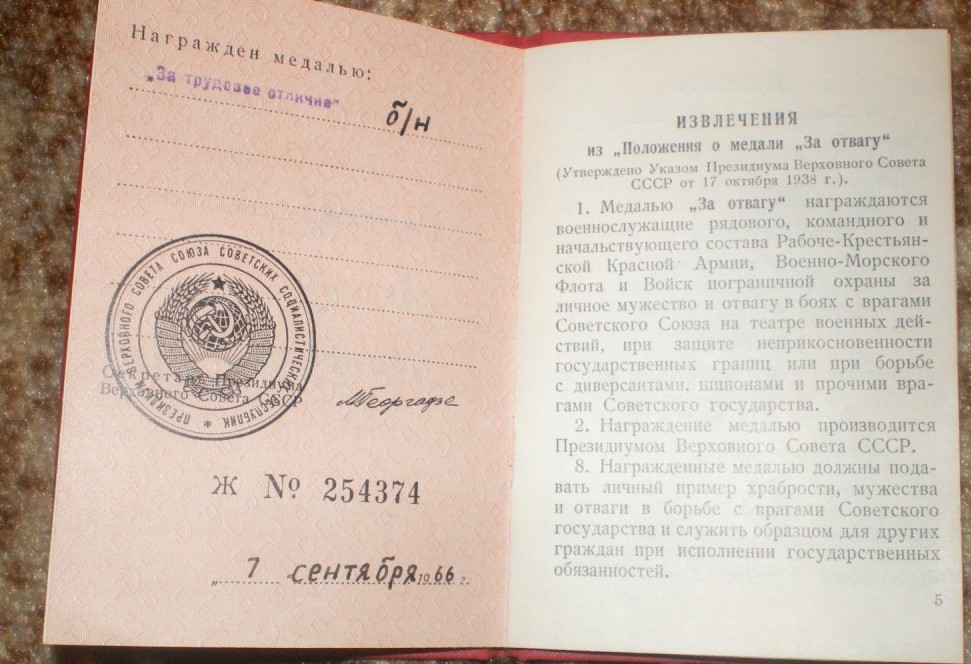 Награжден медалью:
„За трудовое отличие"
б/н
ПРЕЗИДИУМ ВЕРХОВНОГО СОВЕТА СОЮЗА СОВЕТСКИХ СОЦИАЛИСТИЧЕСКИХ РЕСПУБЛИК *
Секретарь Президиума
Верховного Совета СССР
МГеоргадзе
Ж № 254374
„ 7 " сентября 1966 г.
ИЗВЛЕЧЕНИЯ
из „Положения о медали „За отвагу"
(Утверждено Указом Президиума Верховного Совета
СССР от 17 октября 1938 г.).
1. Медалью „За отвагу" награждаются
военнослужащие рядового, командного и
начальствующего состава Рабоче-Крестьян-
ской Красной Армии, Военно-Морского
Флота и Войск пограничной охраны за
личное мужество и отвагу в боях с врагами
Советского Союза на театре военных дей-
ствий, при защите неприкосновенности
государственных границ или при борьбе
с диверсантами, шпионами и прочими вра-
гами Советского государства.
2. Награждение медалью производится
Президиумом Верховного Совета СССР.
8. Награжденные медалью должны пода-
вать личный пример храбрости, мужества
и отваги в борьбе с врагами Советского
государства и служить образцом для других
граждан при исполнении государственных
обязанностей.
5